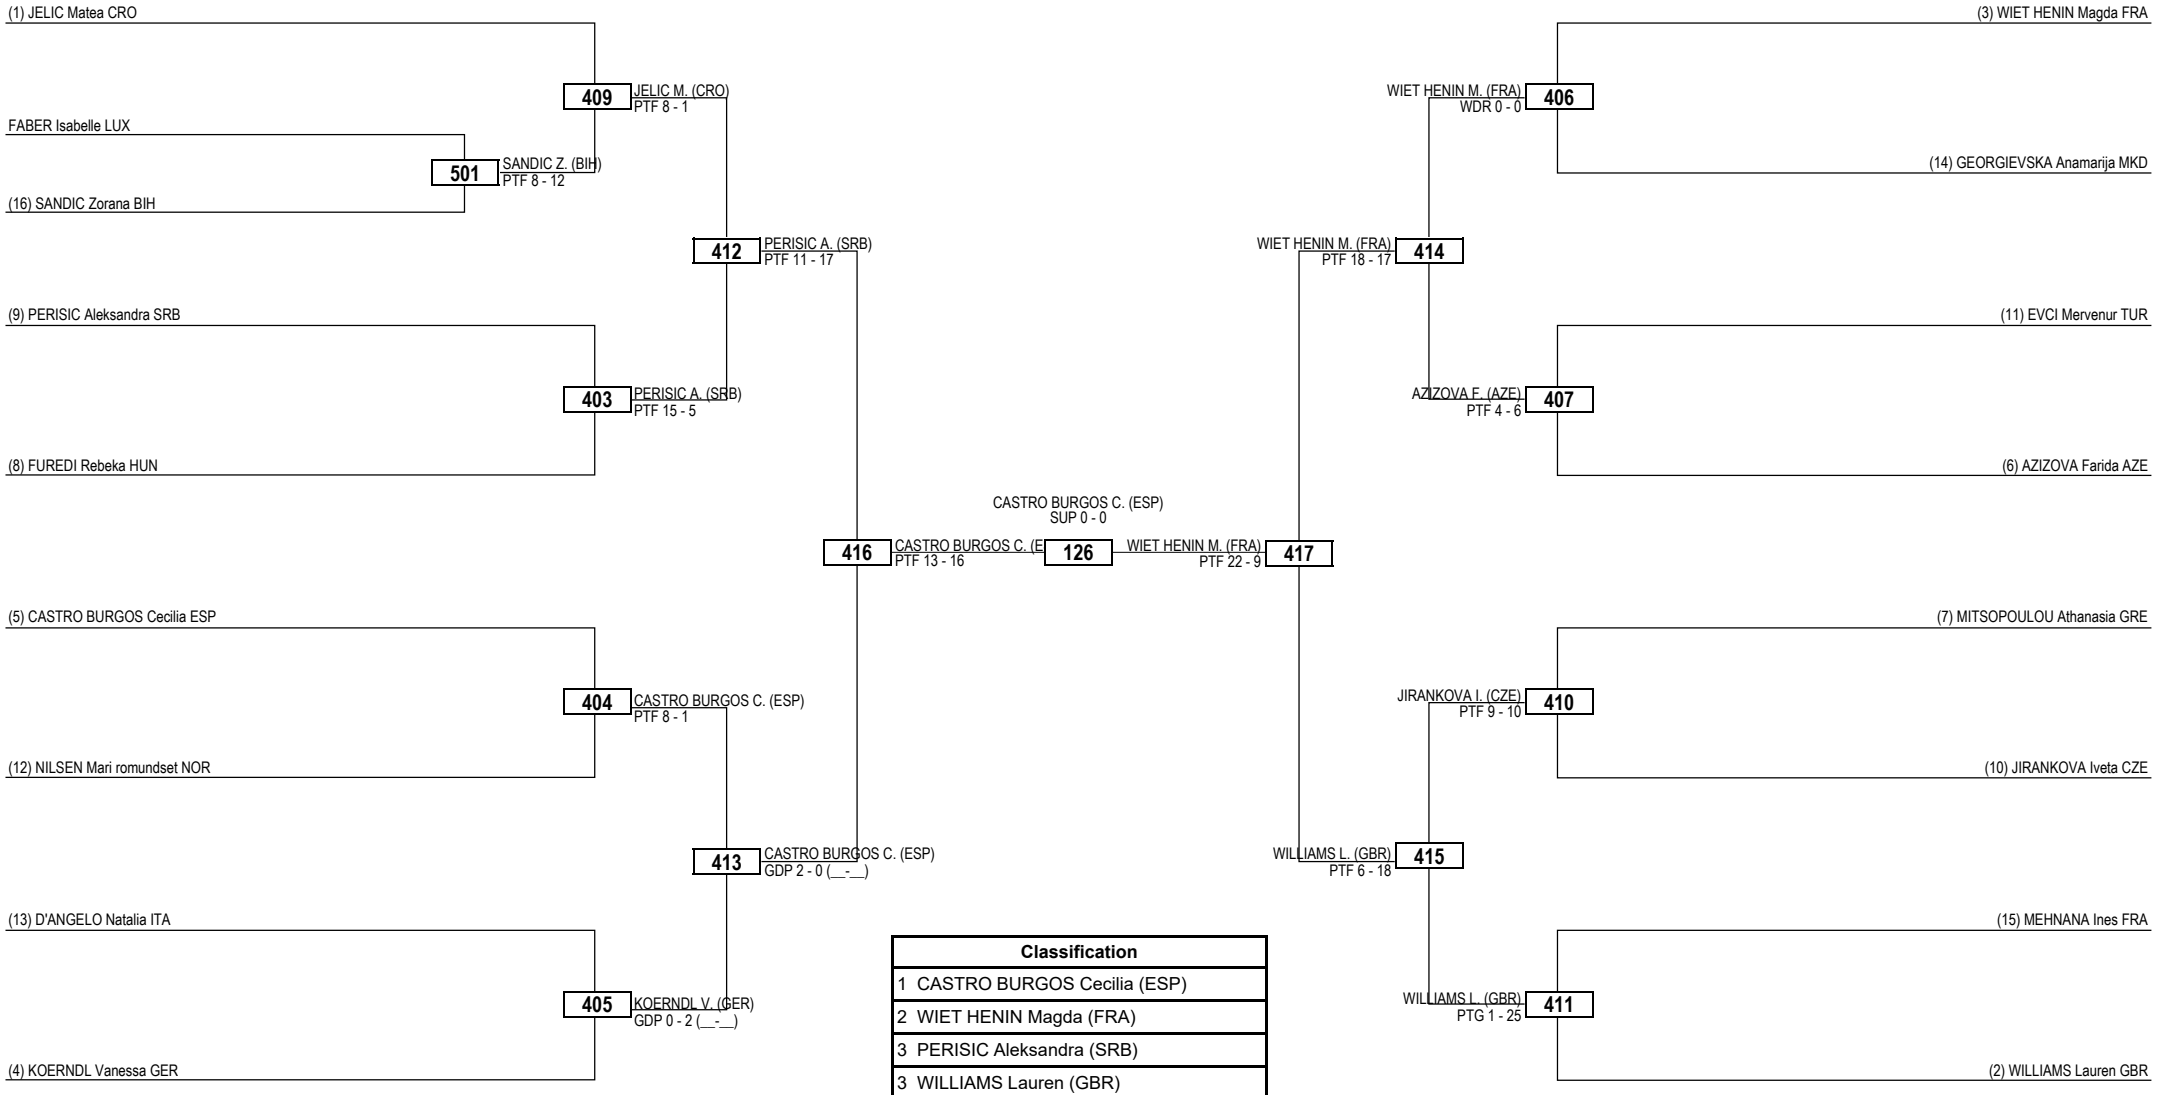 (1) JELIC Matea CRO
(3) WIET HENIN Magda FRA
409
JELIC M. (CRO)
PTF 8 - 1
WIET HENIN M. (FRA)
WDR 0 - 0
406
FABER Isabelle LUX
501
SANDIC Z. (BIH)
PTF 8 - 12
(14) GEORGIEVSKA Anamarija MKD
(16) SANDIC Zorana BIH
412
PERISIC A. (SRB)
PTF 11 - 17
WIET HENIN M. (FRA)
PTF 18 - 17
414
(9) PERISIC Aleksandra SRB
(11) EVCI Mervenur TUR
403
PERISIC A. (SRB)
PTF 15 - 5
AZIZOVA F. (AZE)
PTF 4 - 6
407
(8) FUREDI Rebeka HUN
(6) AZIZOVA Farida AZE
CASTRO BURGOS C. (ESP)
SUP 0 - 0
416
CASTRO BURGOS C. (E
PTF 13 - 16
126
WIET HENIN M. (FRA)
PTF 22 - 9
417
(5) CASTRO BURGOS Cecilia ESP
(7) MITSOPOULOU Athanasia GRE
404
CASTRO BURGOS C. (ESP)
PTF 8 - 1
JIRANKOVA I. (CZE)
PTF 9 - 10
410
(12) NILSEN Mari romundset NOR
(10) JIRANKOVA Iveta CZE
413
CASTRO BURGOS C. (ESP)
GDP 2 - 0 (__-__)
WILLIAMS L. (GBR)
PTF 6 - 18
415
(13) D'ANGELO Natalia ITA
(15) MEHNANA Ines FRA
405
KOERNDL V. (GER)
GDP 0 - 2 (__-__)
WILLIAMS L. (GBR)
PTG 1 - 25
411
(4) KOERNDL Vanessa GER
(2) WILLIAMS Lauren GBR
Classification
1 CASTRO BURGOS Cecilia (ESP)
2 WIET HENIN Magda (FRA)
3 PERISIC Aleksandra (SRB)
3 WILLIAMS Lauren (GBR)